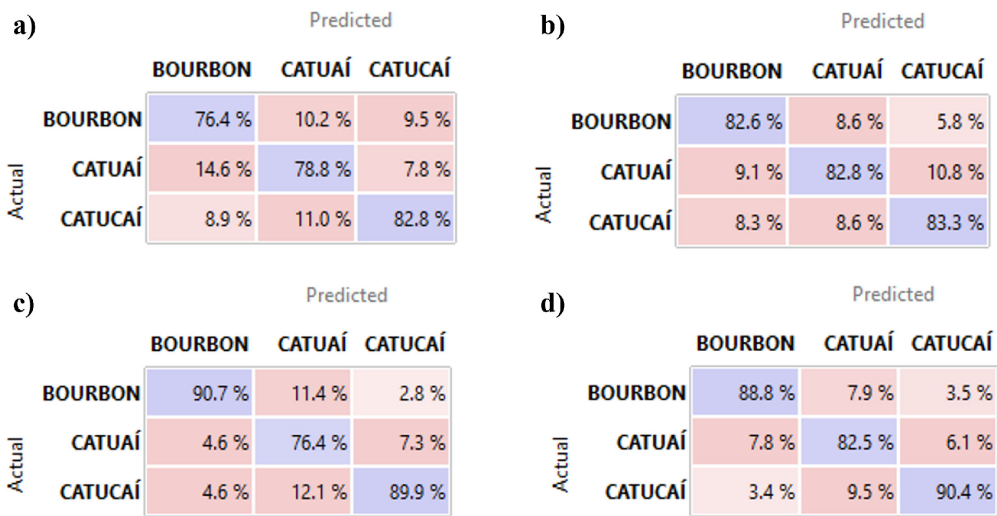 a)
Predicted
BOURBON CATUAÍ CATUCAÍ
BOURBON 76.4 % 10.2 % 9.5 %
CATUAÍ 14.6 % 78.8 % 7.8 %
CATUCAÍ 8.9 % 11.0 % 82.8 %
Actual
b)
Predicted
BOURBON CATUAÍ CATUCAÍ
BOURBON 82.6 % 8.6 % 5.8 %
CATUAÍ 9.1 % 82.8 % 10.8 %
CATUCAÍ 8.3 % 8.6 % 83.3 %
Actual
c)
Predicted
BOURBON CATUAÍ CATUCAÍ
BOURBON 90.7 % 11.4 % 2.8 %
CATUAÍ 4.6 % 76.4 % 7.3 %
CATUCAÍ 4.6 % 12.1 % 89.9 %
Actual
d)
Predicted
BOURBON CATUAÍ CATUCAÍ
BOURBON 88.8 % 7.9 % 3.5 %
CATUAÍ 7.8 % 82.5 % 6.1 %
CATUCAÍ 3.4 % 9.5 % 90.4 %
Actual